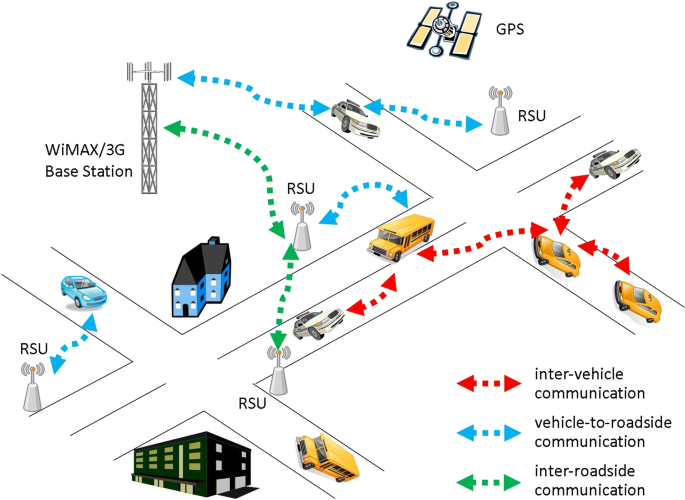 GPS
WiMAX/3G
Base Station
RSU
RSU
RSU
RSU
inter-vehicle
communication
vehicle-to-roadside
communication
inter-roadside
communication